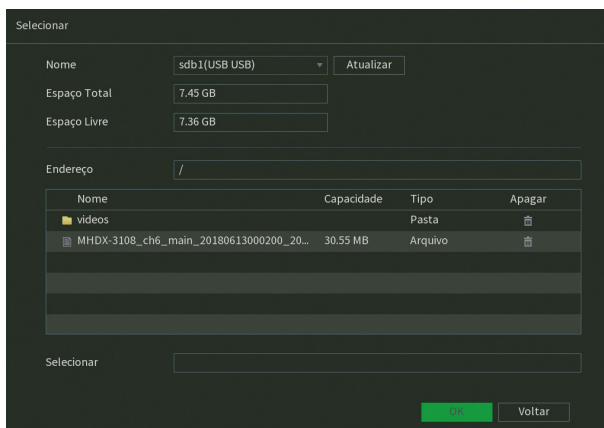 Selecionar
Nome sdb1(USB USB) Atualizar
Espaço Total 7.45 GB
Espaço Livre 7.36 GB
Endereço /
Nome Capacidade Tipo Apagar
videos Pasta
MHDX-3108_ch6_main_20180613000200_20... 30.55 MB Arquivo
Selecionar
OK Voltar